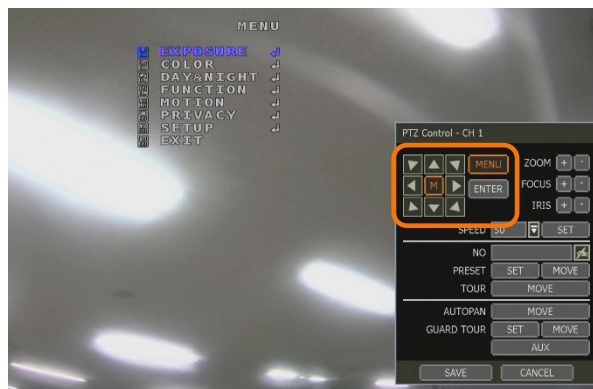 MENU
EXPOSURE
COLOR
DAY&NIGHT
FUNCTION
MOTION
PRIVACY
SETUP
EXIT
PTZ Control - CH 1
MENU ZOOM + -
M ENTER FOCUS + -
IRIS + -
SPEED 50 SET
NO
PRESET SET MOVE
TOUR MOVE
AUTOPAN MOVE
GUARD TOUR SET MOVE
AUX
SAVE CANCEL